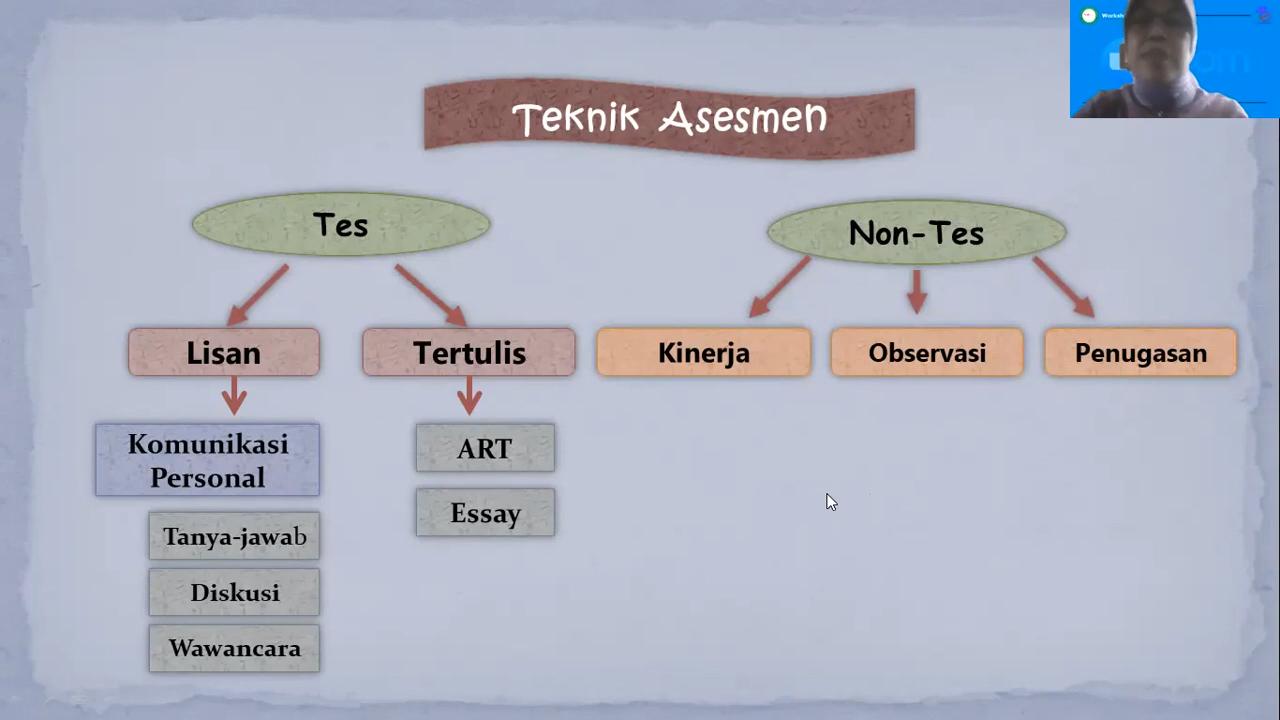 Teknik Asesmen
Tes
Non-Tes
Lisan
Tertulis
Kinerja
Observasi
Penugasan
Komunikasi
Personal
ART
Essay
Tanya-jawab
Diskusi
Wawancara